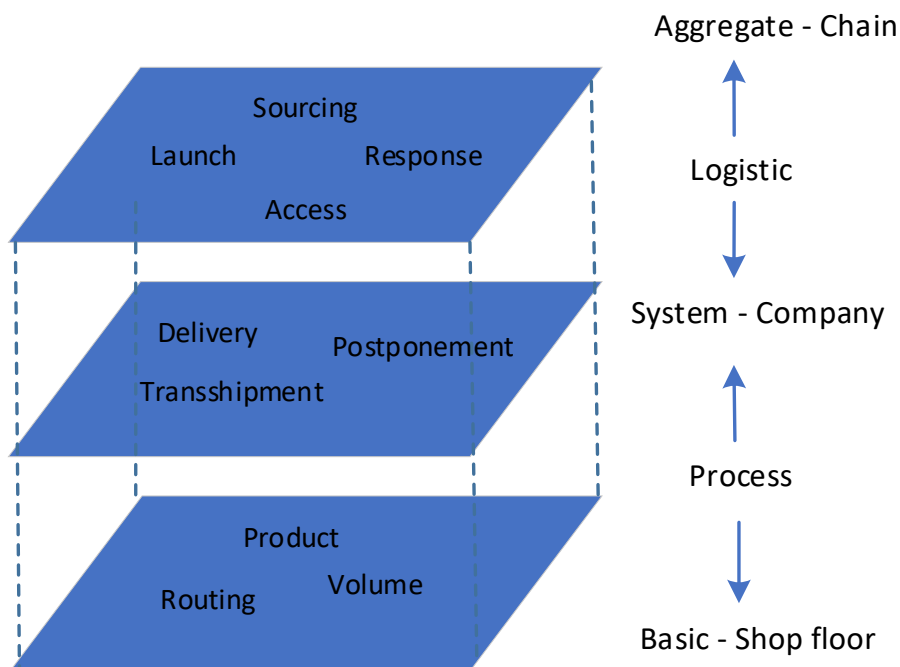 Aggregate - Chain
Sourcing
Launch
Response
Logistic
Access
System - Company
Delivery
Postponement
Transshipment
Process
Product
Volume
Routing
Basic - Shop floor